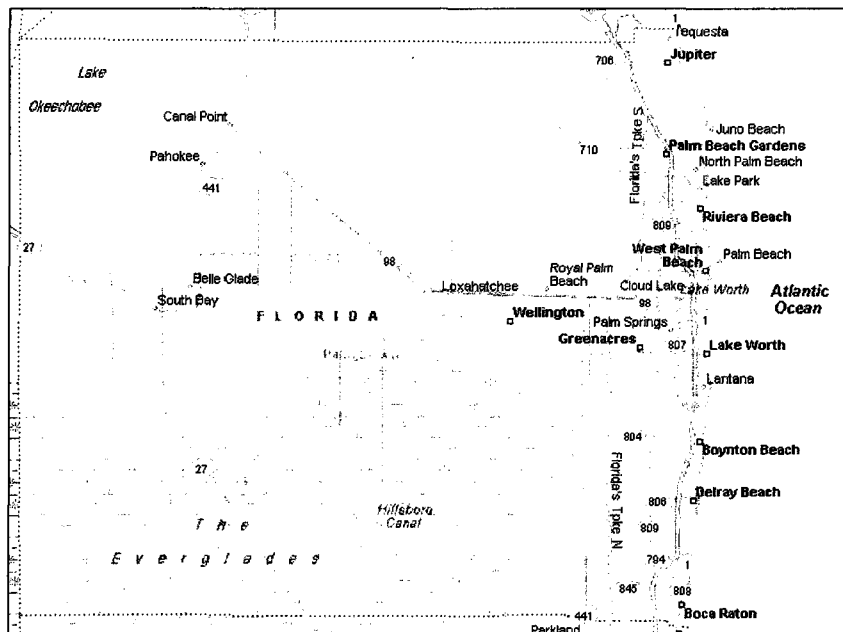 1
Tequesta
Jupiter
706
Lake
Okeechobee
Canal Point
Juno Beach
Florida's Tpke S
Palm Beach Gardens
710
Pahokee
North Palm Beach
441
Lake Park
Riviera Beach
809
27
West Palm
Beach
Palm Beach
98
Royal Palm
Beach
Belle Glade
Loxahatchee
Cloud Lake
Lake Worth
Atlantic
Ocean
South Bay
98
FLORIDA
Wellington
Palm Springs
1
Greenacres
807
Lake Worth
Lantana
804
Boynton Beach
27
Florida's Tpke N
Delray Beach
806
Hillsboro
Canal
The
809
Everglades
794
1
845
808
Boca Raton
441
Parkland